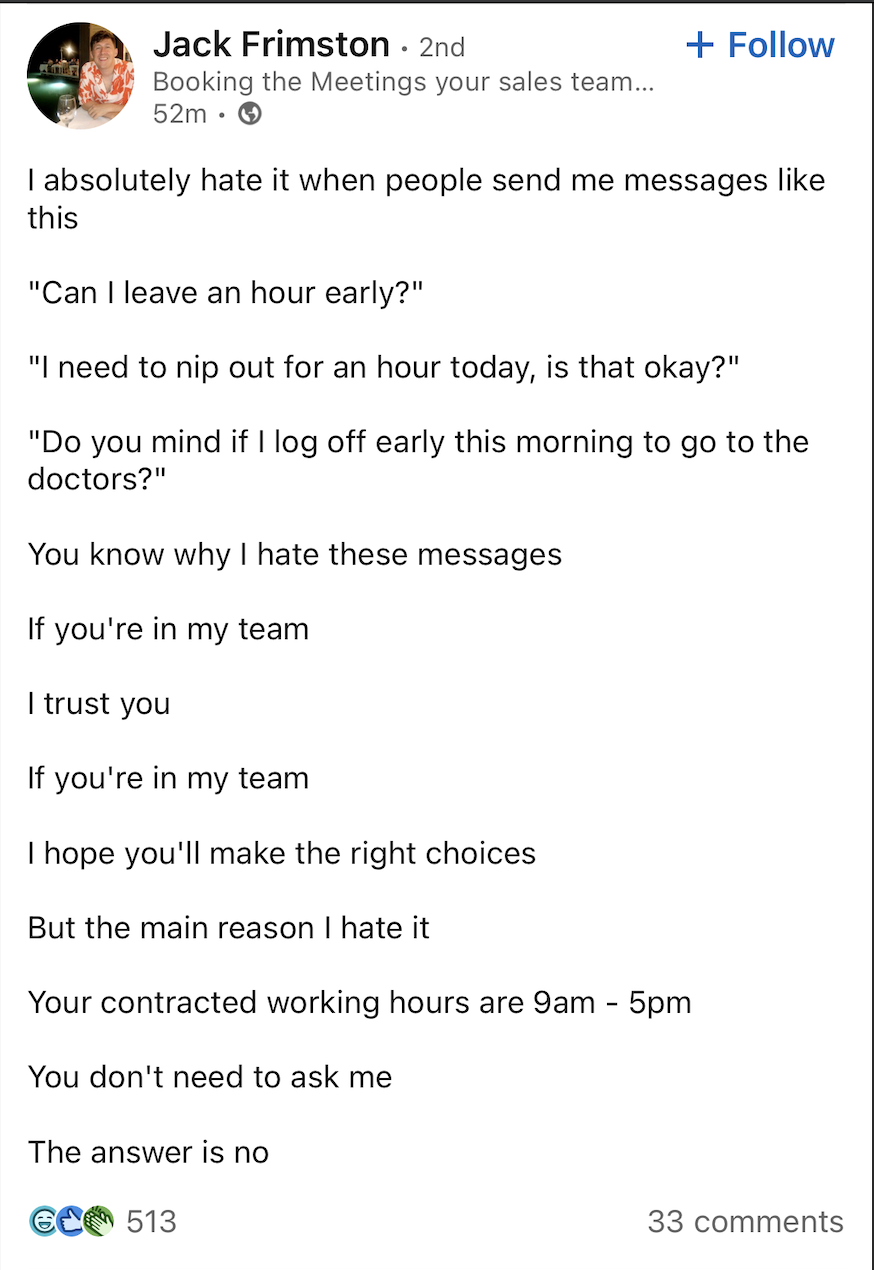 Jack Frimston · 2nd
+ Follow
Booking the Meetings your sales team...
52m ·
I absolutely hate it when people send me messages like
this
"Can I leave an hour early?"
"I need to nip out for an hour today, is that okay?"
"Do you mind if I log off early this morning to go to the
doctors?"
You know why I hate these messages
If you're in my team
I trust you
If you're in my team
I hope you'll make the right choices
But the main reason I hate it
Your contracted working hours are 9am - 5pm
You don't need to ask me
The answer is no
513
33 comments